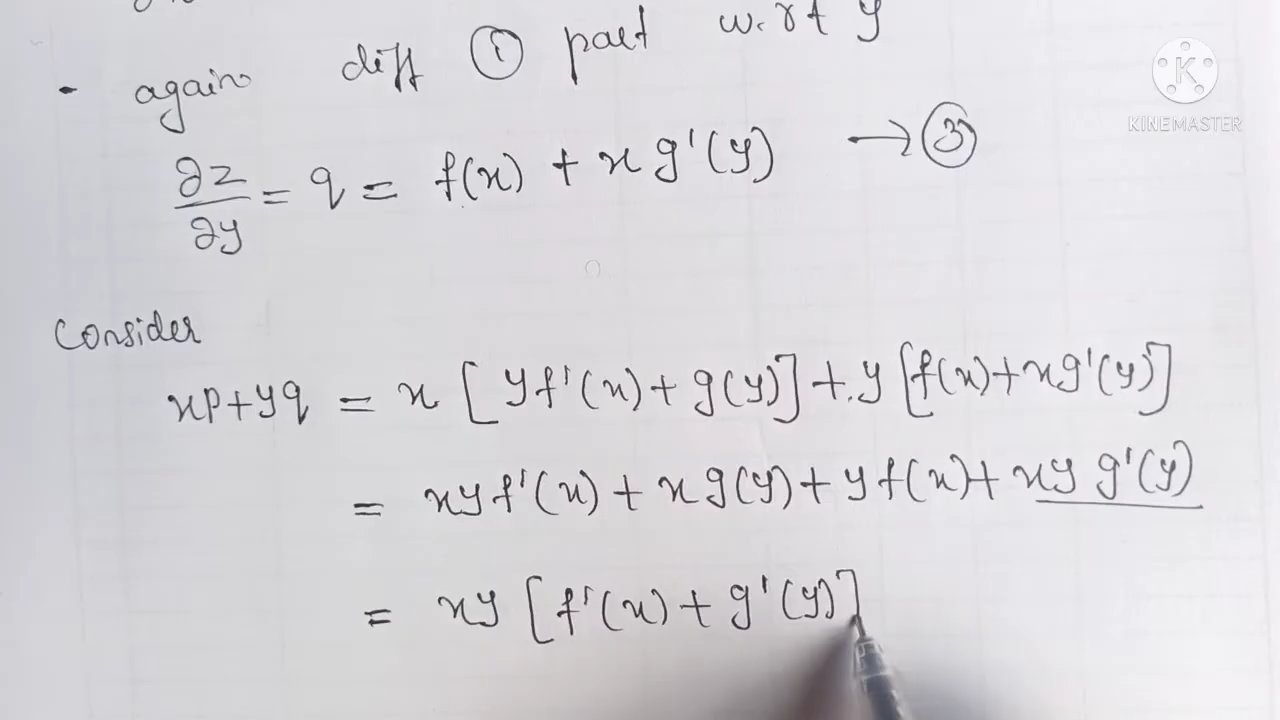 • again diff ① part w.r.t y
∂z/∂y = q = f(x) + x g'(y) → ③
KINEMASTER
Consider
xp+yq = x [y f'(x) + g(y)] + y [f(x) + x g'(y)]
= xy f'(x) + x g(y) + y f(x) + xy g'(y)
= xy [f'(x) + g'(y)]